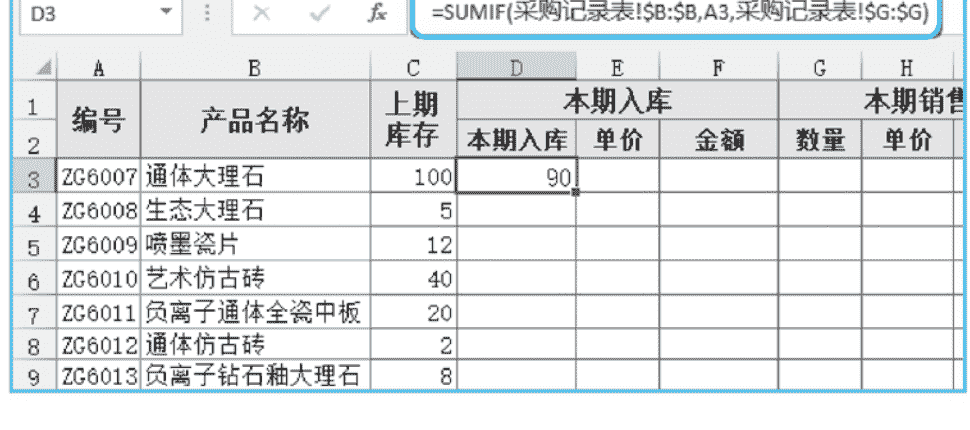 D3 fx =SUMIF(采购记录表!$B:$B,A3,采购记录表!$G:$G)
A B C D E F G H
1 编号 产品名称 上期库存 本期入库 本期销售
2 本期入库 单价 金额 数量 单价
3 ZG6007 通体大理石 100 90
4 ZG6008 生态大理石 5
5 ZG6009 喷墨瓷片 12
6 ZG6010 艺术仿古砖 40
7 ZG6011 负离子通体全瓷中板 20
8 ZG6012 通体仿古砖 2
9 ZG6013 负离子钻石釉大理石 8